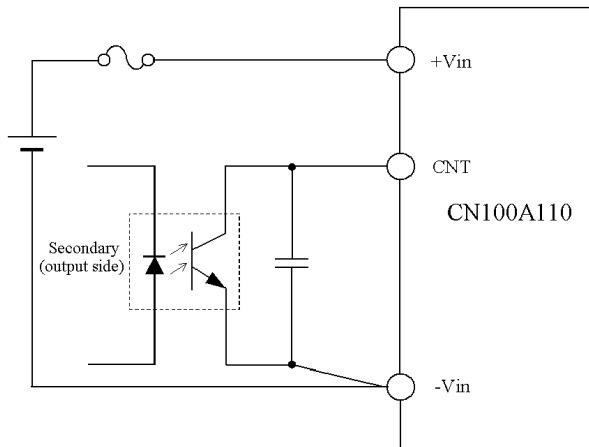 +Vin
CNT
CN100A110
Secondary
(output side)
-Vin